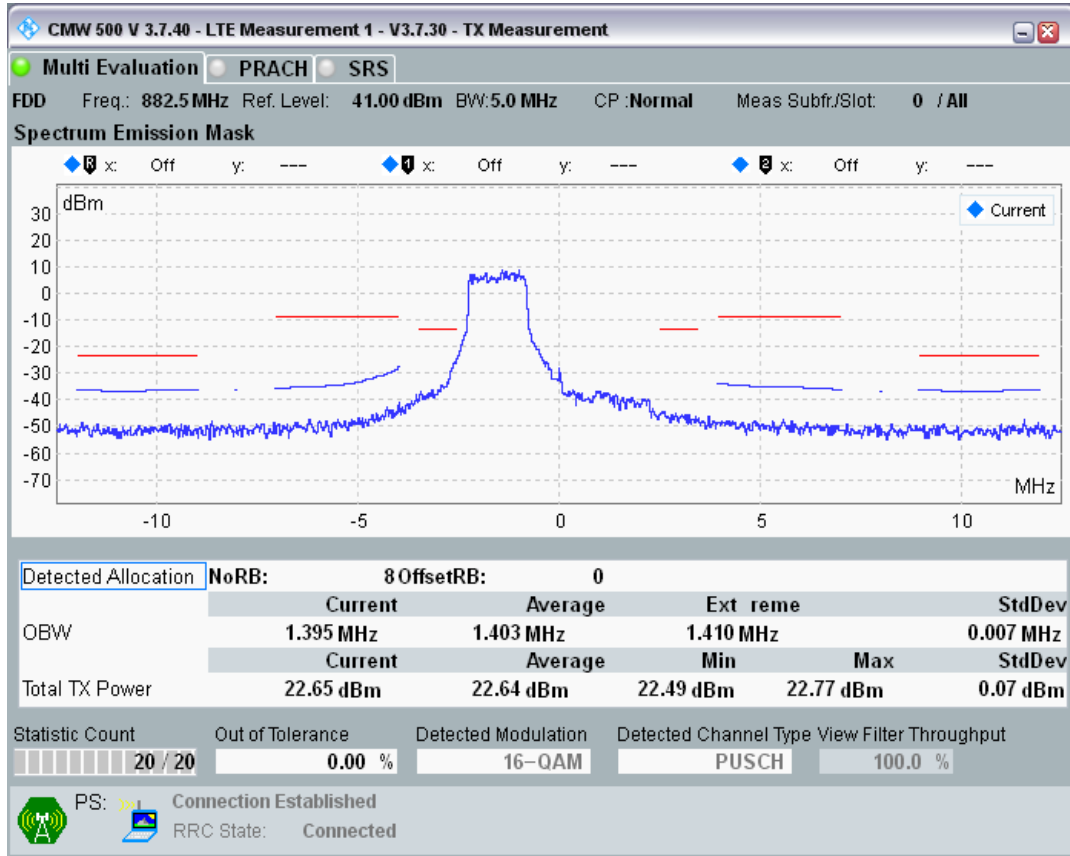 CMW 500 V 3.7.40 - LTE Measurement 1 - V3.7.30 - TX Measurement
Multi Evaluation PRACH SRS
FDD Freq.: 882.5 MHz Ref. Level: 41.00 dBm BW:5.0 MHz CP :Normal Meas Subfr./Slot: 0 / All
Spectrum Emission Mask
R x: Off y: --- 1 x: Off y: --- 2 x: Off y: ---
dBm
Current
30
20
10
0
-10
-20
-30
-40
-50
-60
-70
MHz
-10 -5 0 5 10
Detected Allocation NoRB: 8 OffsetRB: 0
Current Average Ext reme StdDev
OBW 1.395 MHz 1.403 MHz 1.410 MHz 0.007 MHz
Current Average Min Max StdDev
Total TX Power 22.65 dBm 22.64 dBm 22.49 dBm 22.77 dBm 0.07 dBm
Statistic Count Out of Tolerance Detected Modulation Detected Channel Type View Filter Throughput
20 / 20 0.00 % 16-QAM PUSCH 100.0 %
PS: Connection Established
RRC State: Connected